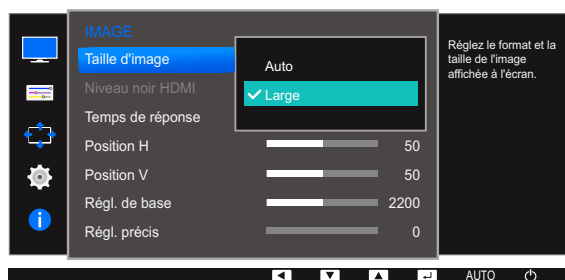 IMAGE
Taille d'image
Auto
Niveau noir HDMI
Large
Temps de réponse
Position H 50
Position V 50
Régl. de base 2200
Régl. précis 0
Réglez le format et la
taille de l'image
affichée à l'écran.
AUTO